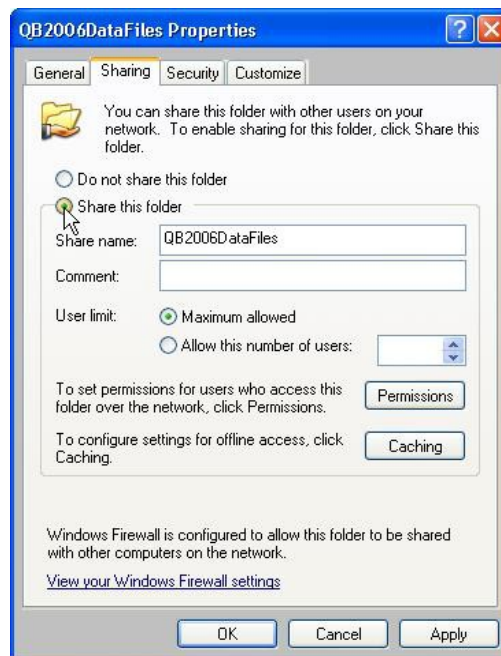 QB2006DataFiles Properties
General Sharing Security Customize
You can share this folder with other users on your
network. To enable sharing for this folder, click Share this
folder.
Do not share this folder
Share this folder
Share name: QB2006DataFiles
Comment:
User limit: Maximum allowed
Allow this number of users:
To set permissions for users who access this
folder over the network, click Permissions.
Permissions
To configure settings for offline access, click
Caching.
Caching
Windows Firewall is configured to allow this folder to be shared
with other computers on the network.
View your Windows Firewall settings
OK Cancel Apply